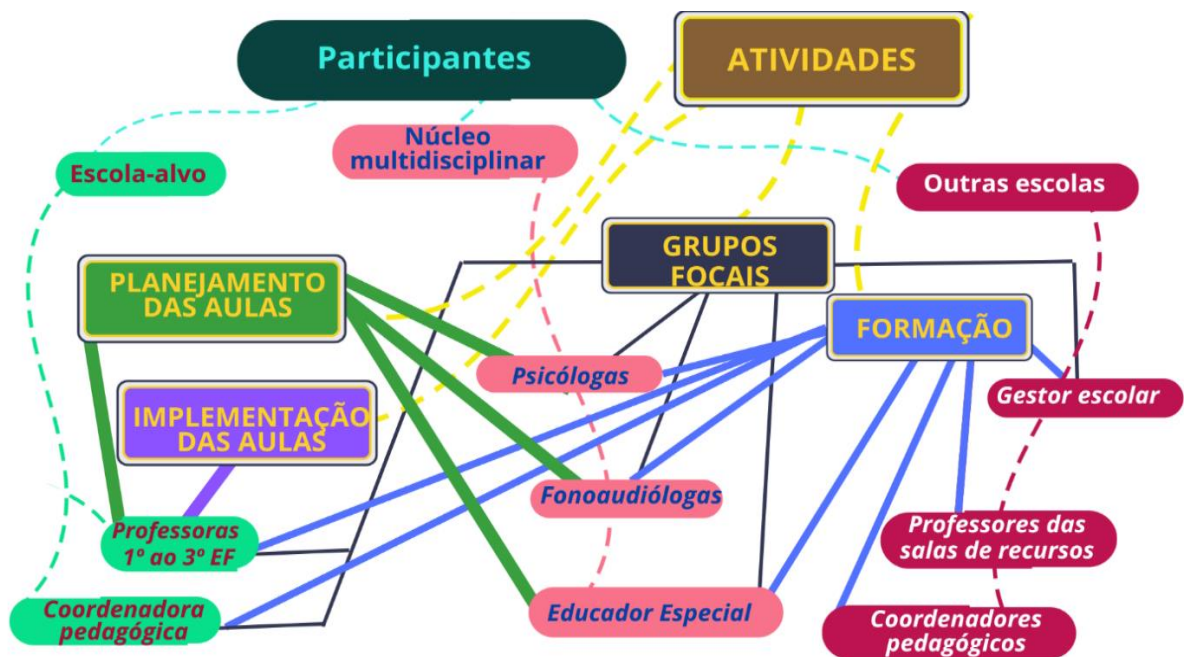 Participantes
ATIVIDADES
Núcleo
multidisciplinar
Escola-alvo
Outras escolas
GRUPOS
FOCAIS
PLANEJAMENTO
DAS AULAS
FORMAÇÃO
Psicólogas
Gestor escolar
IMPLEMENTAÇÃO
DAS AULAS
Fonoaudiólogas
Professoras
1º ao 3º EF
Professores das
salas de recursos
Coordenadora
pedagógica
Educador Especial
Coordenadores
pedagógicos